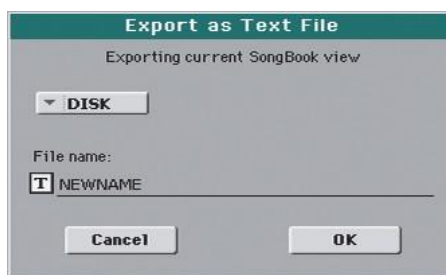 Export as Text File
Exporting current SongBook view
DISK
File name:
T NEWNAME
Cancel
OK